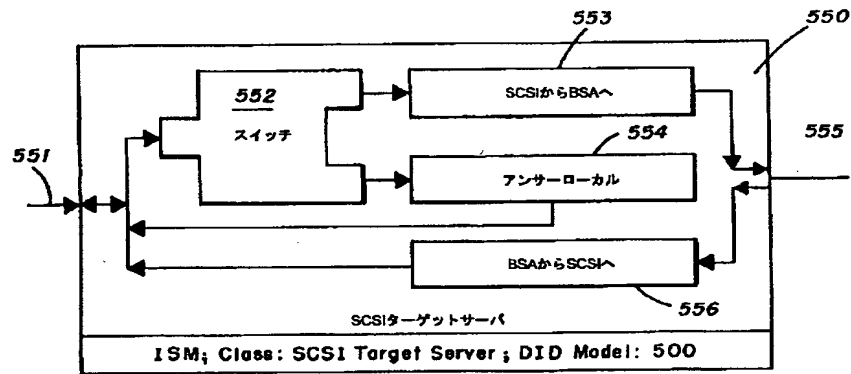 553
550
552
スイッチ
SCSIからBSAへ
555
554
551
アンサーローカル
BSAからSCSIへ
556
SCSIターゲットサーバ
ISM; Class: SCSI Target Server ; DID Model: 500